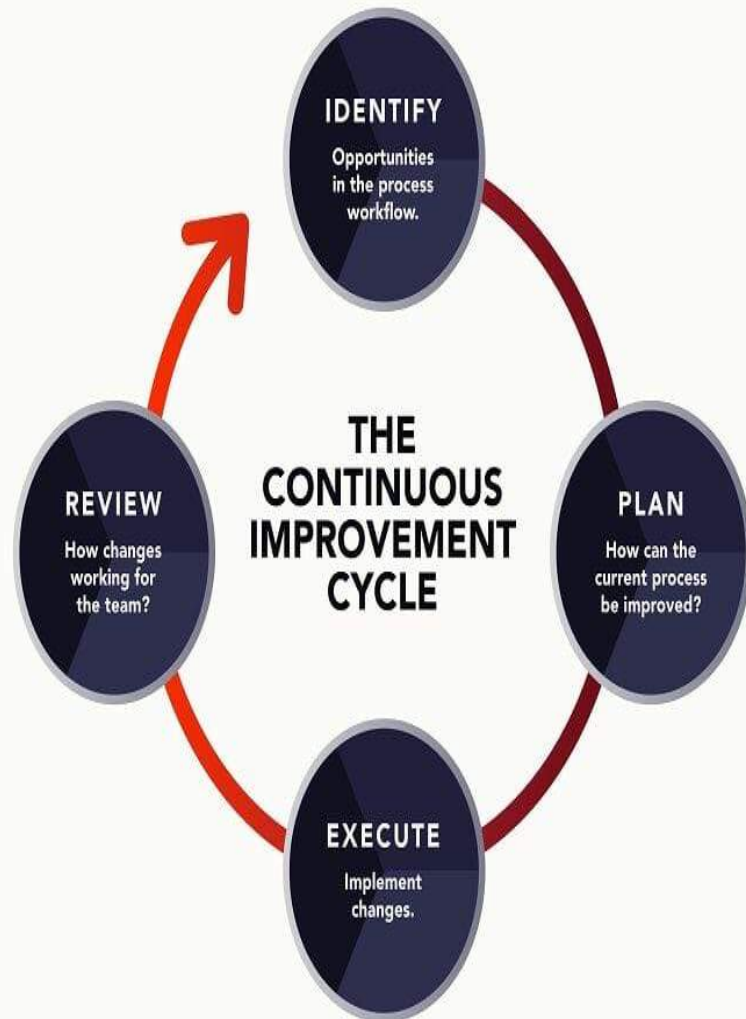 IDENTIFY
Opportunities
in the process
workflow.
THE
CONTINUOUS
IMPROVEMENT
CYCLE
REVIEW
How changes
working for
the team?
PLAN
How can the
current process
be improved?
EXECUTE
Implement
changes.